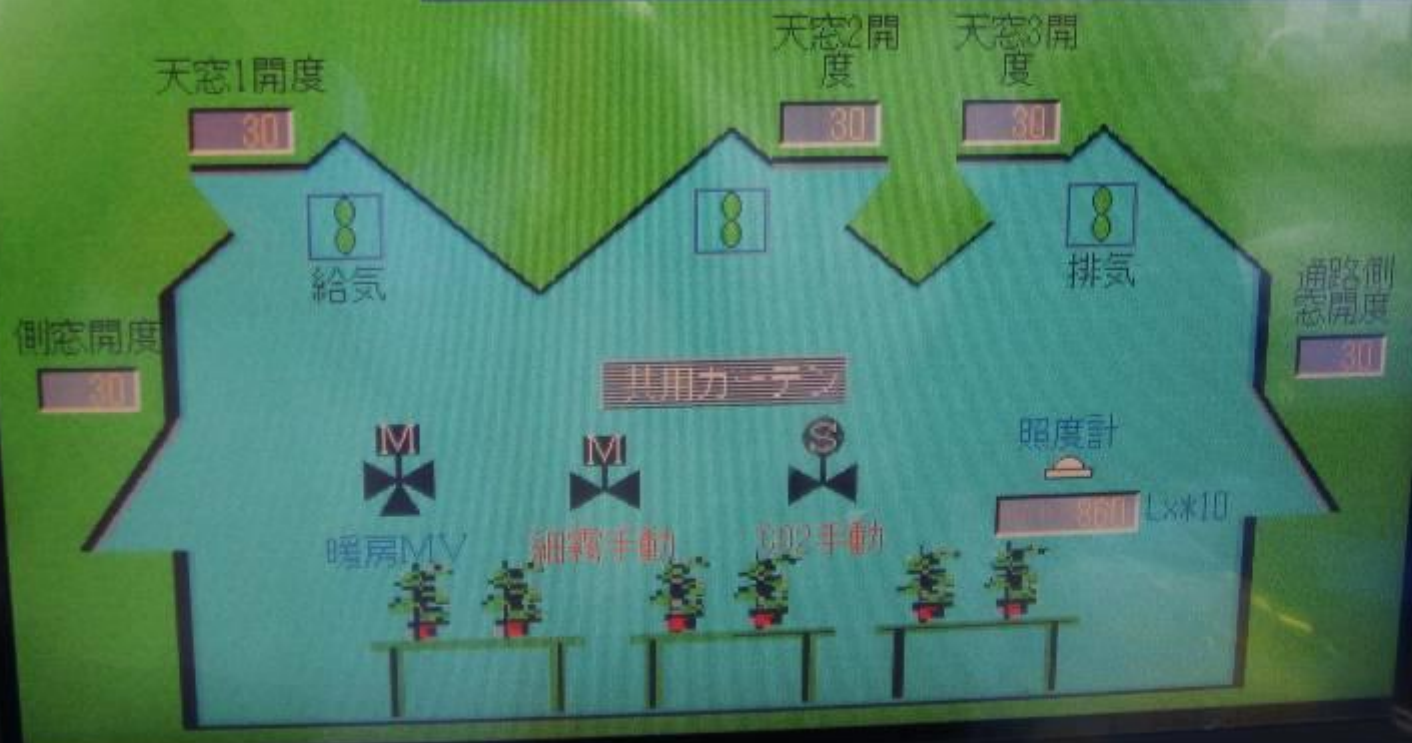 天窓1開度
30
天窓2開
度
30
天窓3開
度
30
給気
排気
側窓開度
30
通路側
窓開度
30
共用カーテン
M
M
S
照度計
860 Lx*10
暖房MV
細霧手動
CO2手動